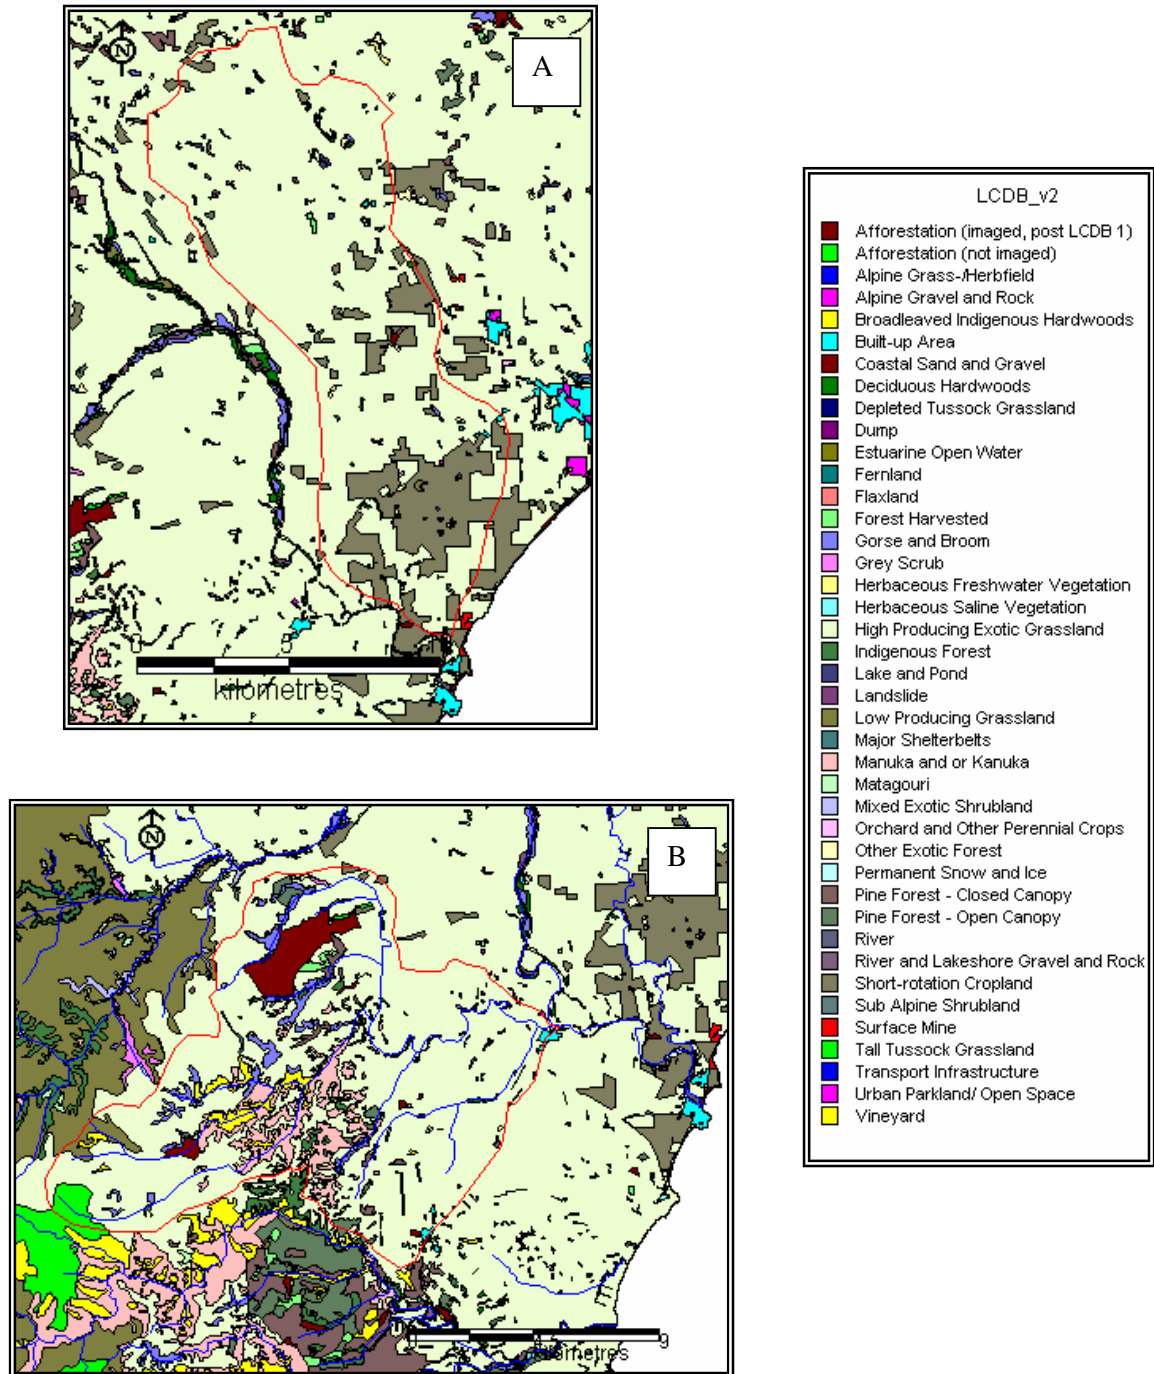 N
A
kilometres
LCDB_v2
Afforestation (imaged, post LCDB 1)
Afforestation (not imaged)
Alpine Grass-/Herbfield
Alpine Gravel and Rock
Broadleaved Indigenous Hardwoods
Built-up Area
Coastal Sand and Gravel
Deciduous Hardwoods
Depleted Tussock Grassland
Dump
Estuarine Open Water
Fernland
Flaxland
Forest Harvested
Gorse and Broom
Grey Scrub
Herbaceous Freshwater Vegetation
Herbaceous Saline Vegetation
High Producing Exotic Grassland
Indigenous Forest
Lake and Pond
Landslide
Low Producing Grassland
Major Shelterbelts
Manuka and or Kanuka
Matagouri
Mixed Exotic Shrubland
Orchard and Other Perennial Crops
Other Exotic Forest
Permanent Snow and Ice
Pine Forest - Closed Canopy
Pine Forest - Open Canopy
River
River and Lakeshore Gravel and Rock
Short-rotation Cropland
Sub Alpine Shrubland
Surface Mine
Tall Tussock Grassland
Transport Infrastructure
Urban Parkland/ Open Space
Vineyard
N
B
0 4.5 9
kilometres